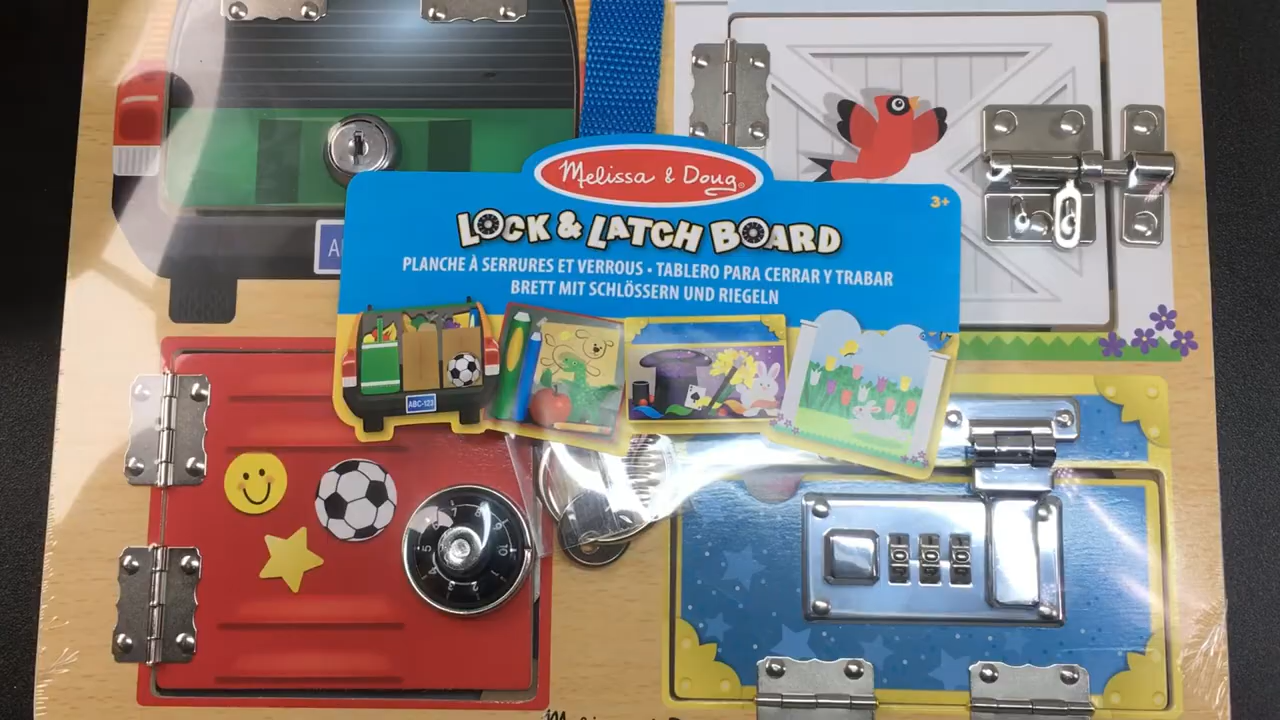 Melissa & Doug®
LOCK & LATCH BOARD
3+
PLANCHE À SERRURES ET VERROUS • TABLERO PARA CERRAR Y TRABAR
BRETT MIT SCHLÖSSERN UND RIEGELN
ABC-123